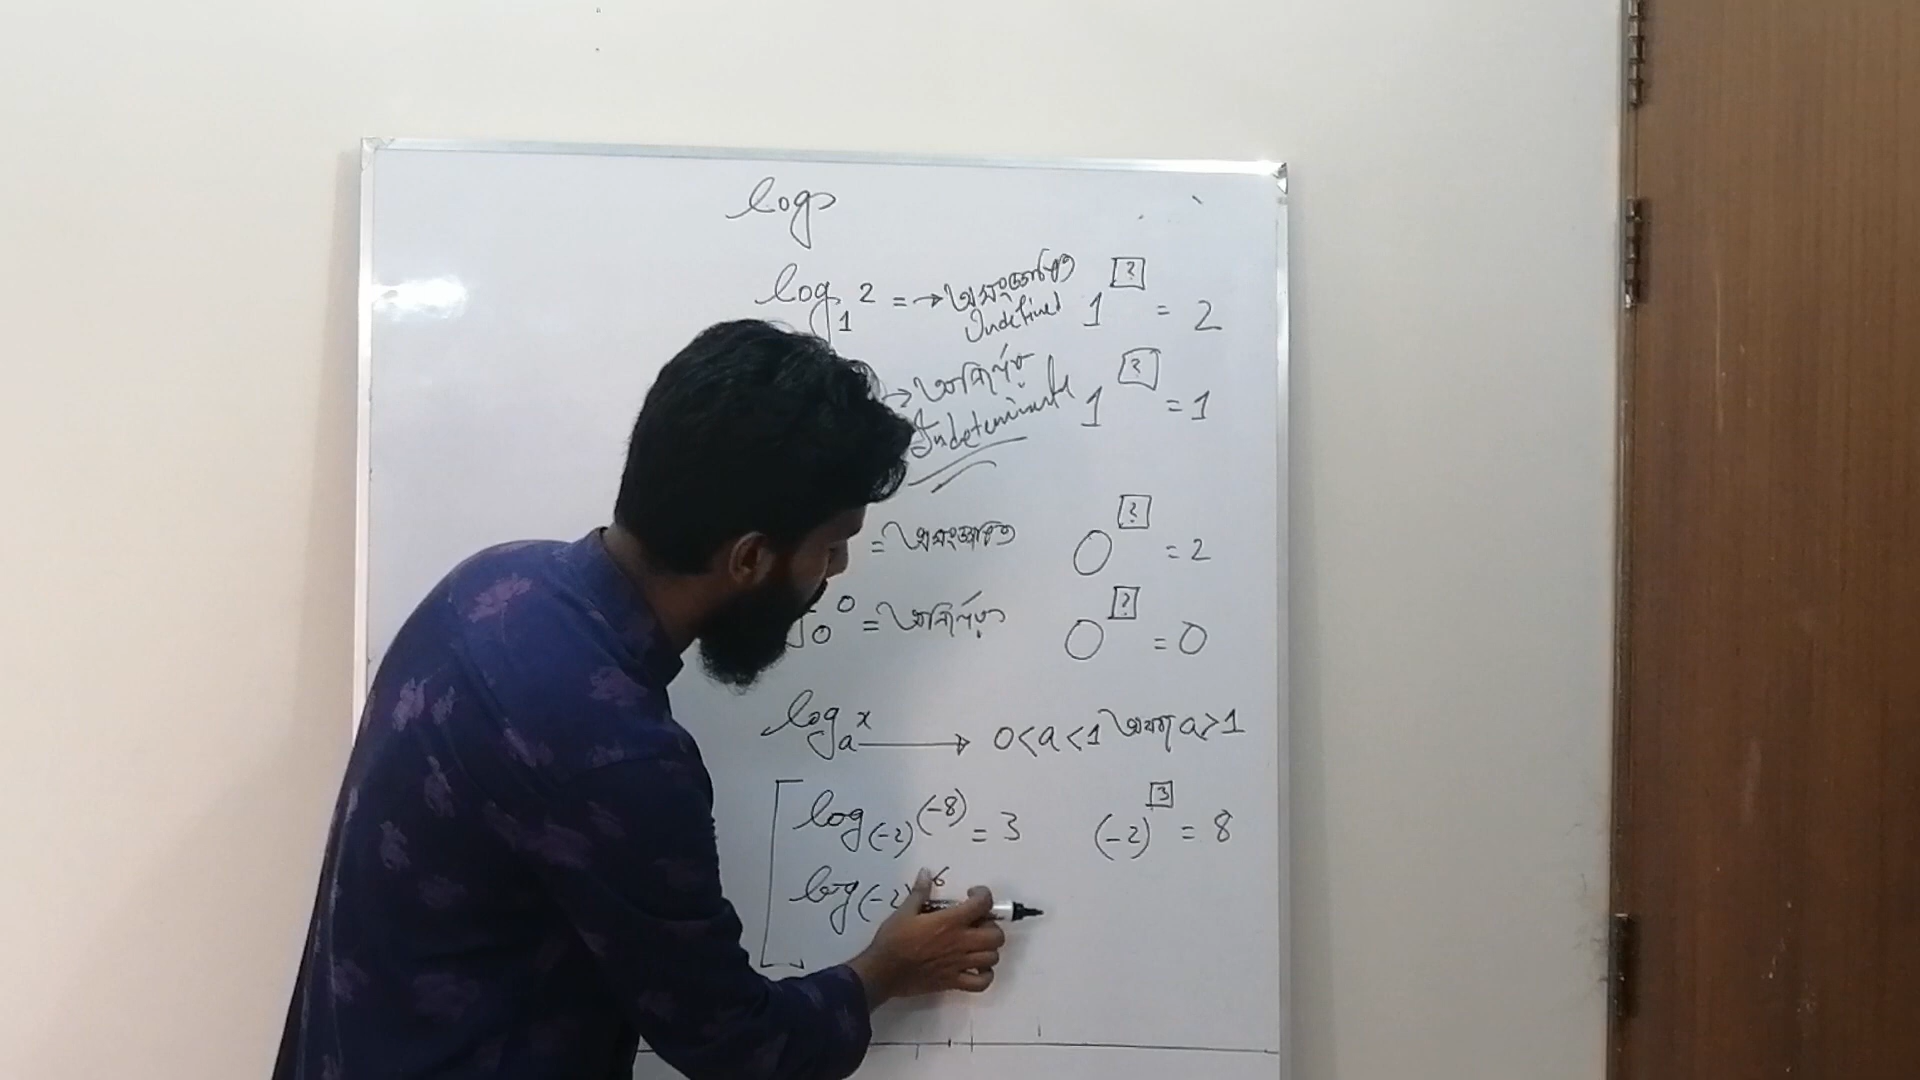 log
log₁ 2 = → অসংজ্ঞায়িত 1^[?] = 2
Undefined
→ অনির্ণেয় 1^[?] = 1
Indeterminate
= অসংজ্ঞায়িত 0^[?] = 2
0 0 = অনির্ণেয় 0^[?] = 0
logₐ x → 0<a<1 অথবা a>1
log₍₋₂₎ (-8) = 3 (-2)^[3] = 8
log (-2) 6